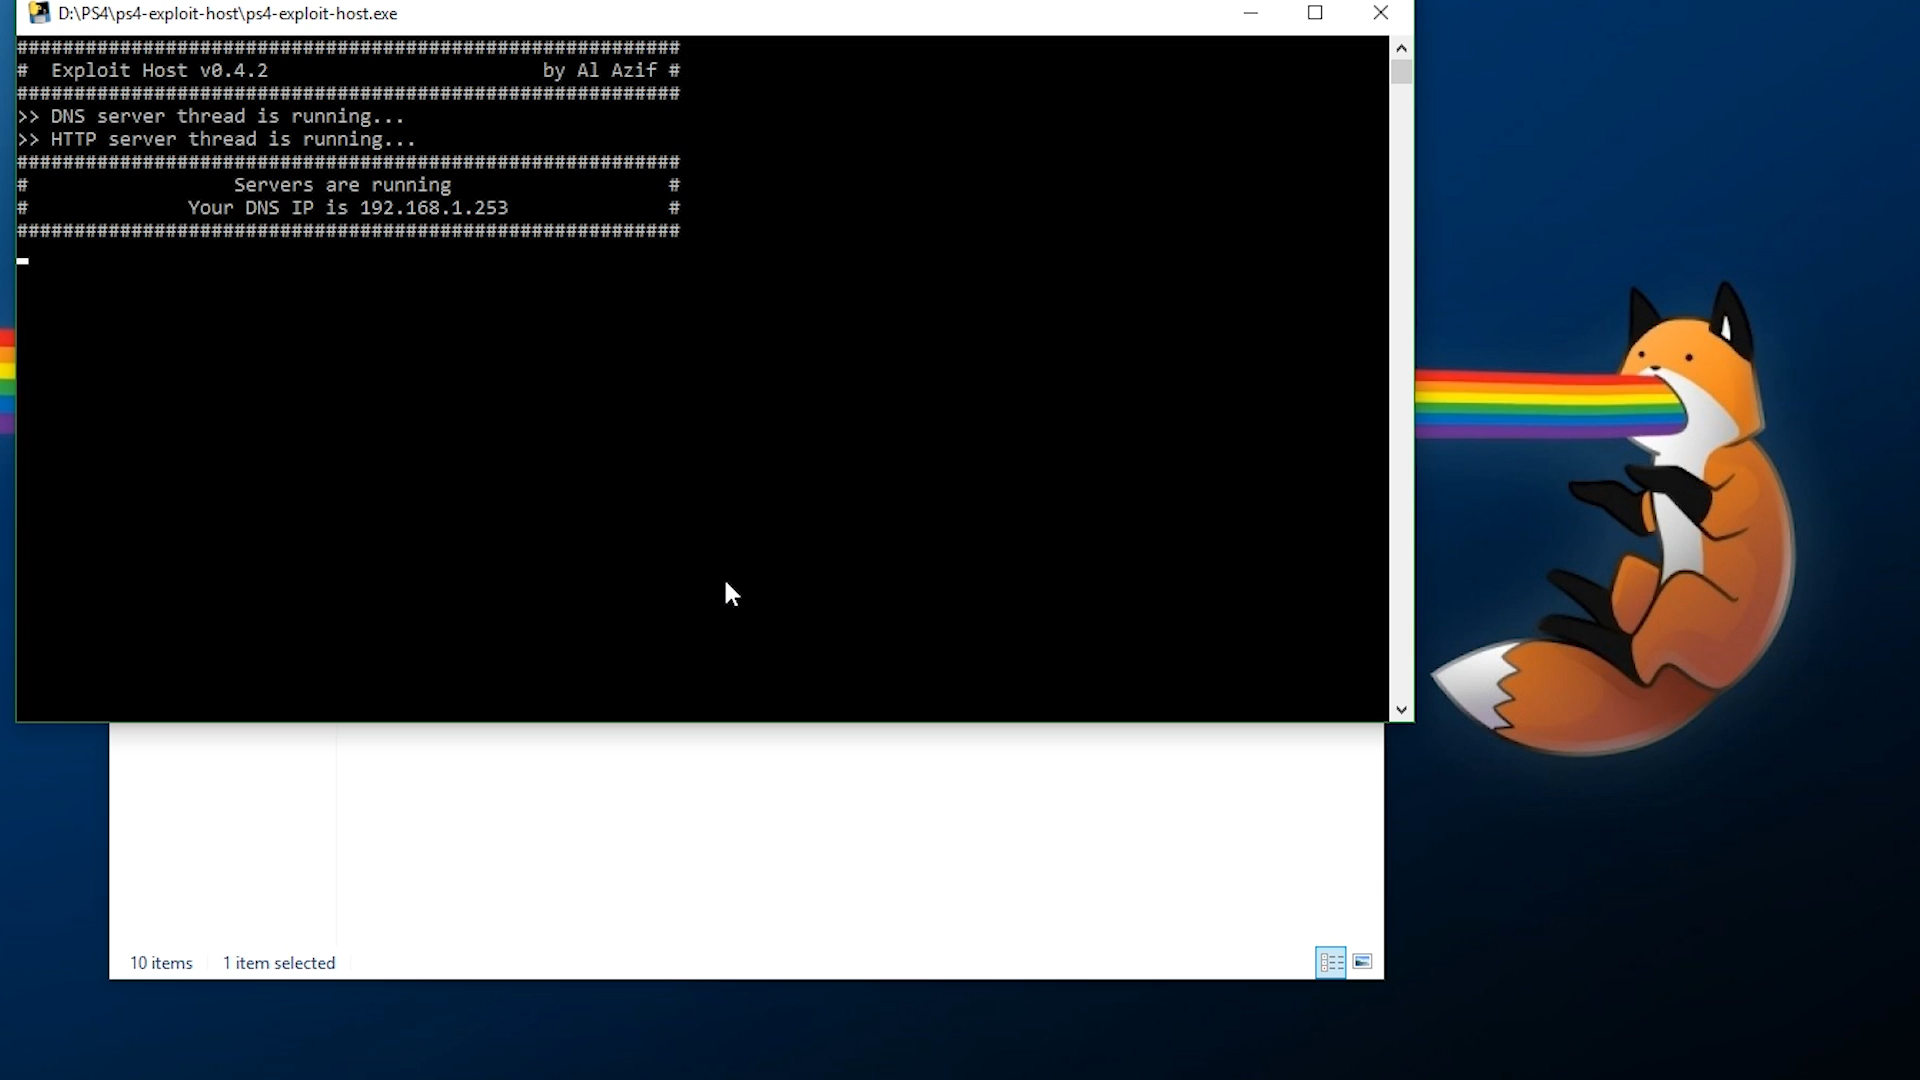 D:\PS4\ps4-exploit-host\ps4-exploit-host.exe
##########################################################
#  Exploit Host v0.4.2                        by Al Azif #
##########################################################
>> DNS server thread is running...
>> HTTP server thread is running...
##########################################################
#                  Servers are running                   #
#              Your DNS IP is 192.168.1.253              #
##########################################################
10 items 1 item selected